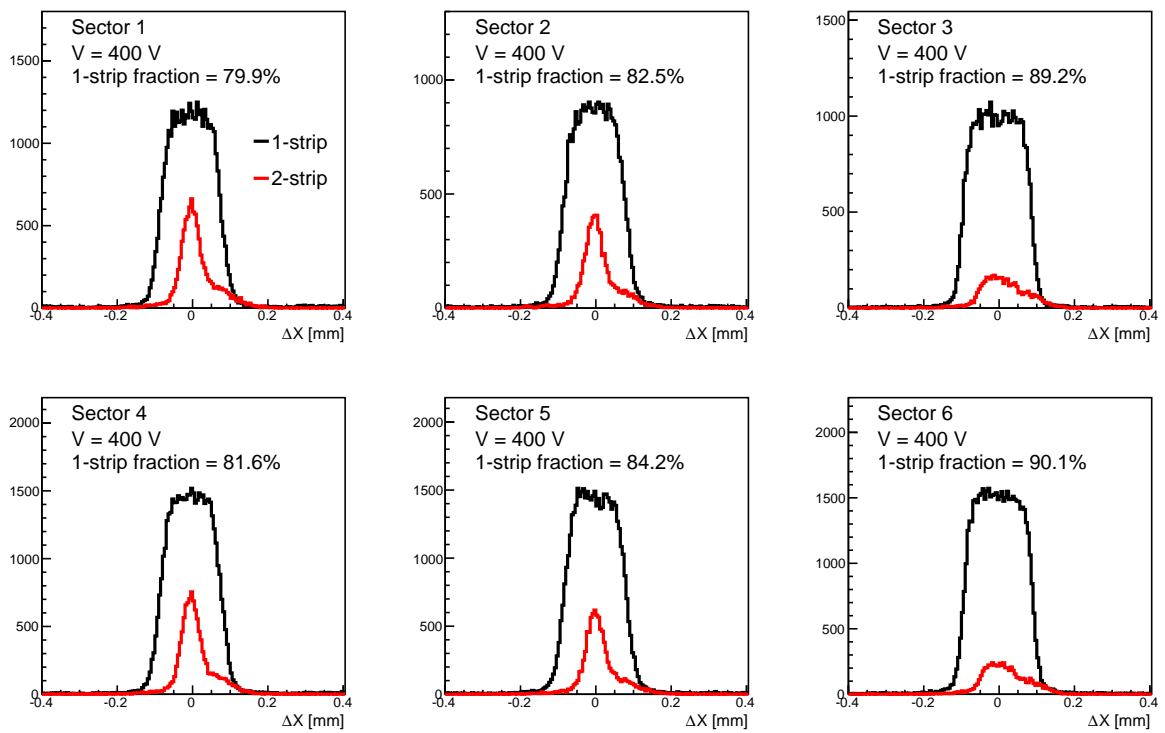 Sector 1
V = 400 V
1-strip fraction = 79.9%
1-strip
2-strip
1500
1000
500
0
-0.4 -0.2 0 0.2 0.4
ΔX [mm]
Sector 2
V = 400 V
1-strip fraction = 82.5%
1000
500
0
-0.4 -0.2 0 0.2 0.4
ΔX [mm]
Sector 3
V = 400 V
1-strip fraction = 89.2%
1500
1000
500
0
-0.4 -0.2 0 0.2 0.4
ΔX [mm]
Sector 4
V = 400 V
1-strip fraction = 81.6%
2000
1500
1000
500
0
-0.4 -0.2 0 0.2 0.4
ΔX [mm]
Sector 5
V = 400 V
1-strip fraction = 84.2%
2000
1500
1000
500
0
-0.4 -0.2 0 0.2 0.4
ΔX [mm]
Sector 6
V = 400 V
1-strip fraction = 90.1%
2000
1500
1000
500
0
-0.4 -0.2 0 0.2 0.4
ΔX [mm]